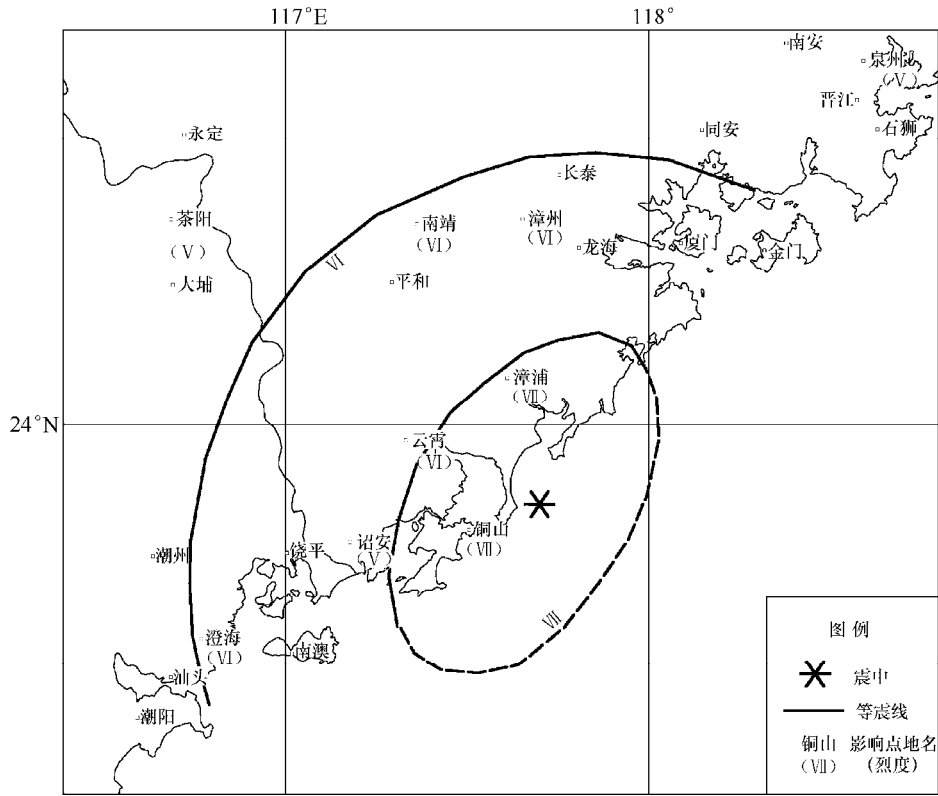 117°E
118°
南安
泉州
(Ⅴ)
晋江
石狮
永定
同安
长泰
茶阳
(Ⅴ)
南靖
(Ⅵ)
漳州
(Ⅵ)
龙海
厦门
金门
Ⅵ
大埔
平和
漳浦
(Ⅶ)
24°N
云霄
(Ⅵ)
铜山
(Ⅶ)
潮州
饶平
诏安
(Ⅴ)
Ⅶ
澄海
(Ⅵ)
南澳
汕头
潮阳
图例
震中
等震线
铜山 影响点地名
(Ⅶ) (烈度)